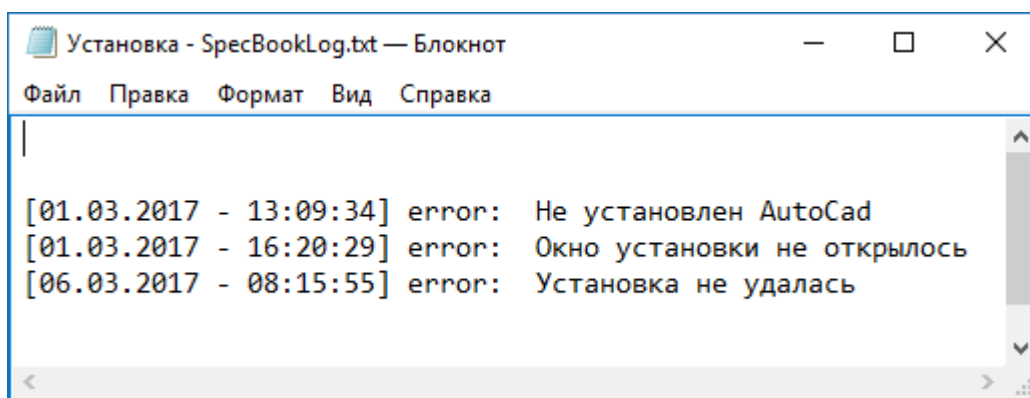 Установка - SpecBookLog.txt — Блокнот
Файл Правка Формат Вид Справка
[01.03.2017 - 13:09:34] error: Не установлен AutoCad
[01.03.2017 - 16:20:29] error: Окно установки не открылось
[06.03.2017 - 08:15:55] error: Установка не удалась